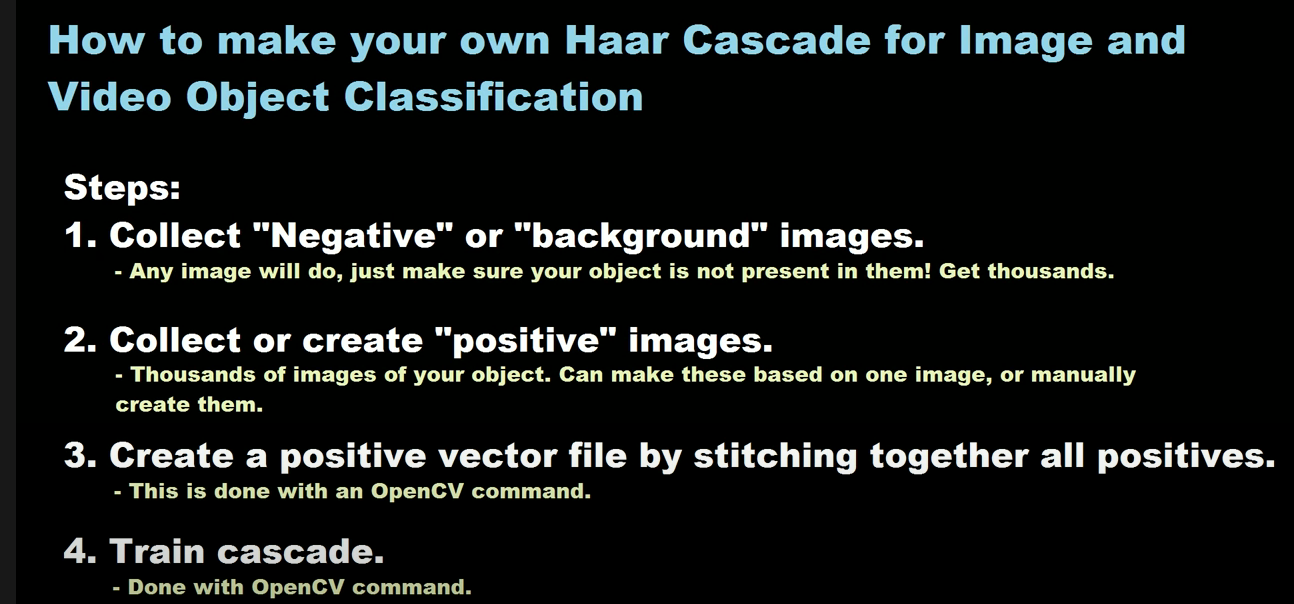 How to make your own Haar Cascade for Image and
Video Object Classification
Steps:
1. Collect "Negative" or "background" images.
- Any image will do, just make sure your object is not present in them! Get thousands.
2. Collect or create "positive" images.
- Thousands of images of your object. Can make these based on one image, or manually
create them.
3. Create a positive vector file by stitching together all positives.
- This is done with an OpenCV command.
4. Train cascade.
- Done with OpenCV command.